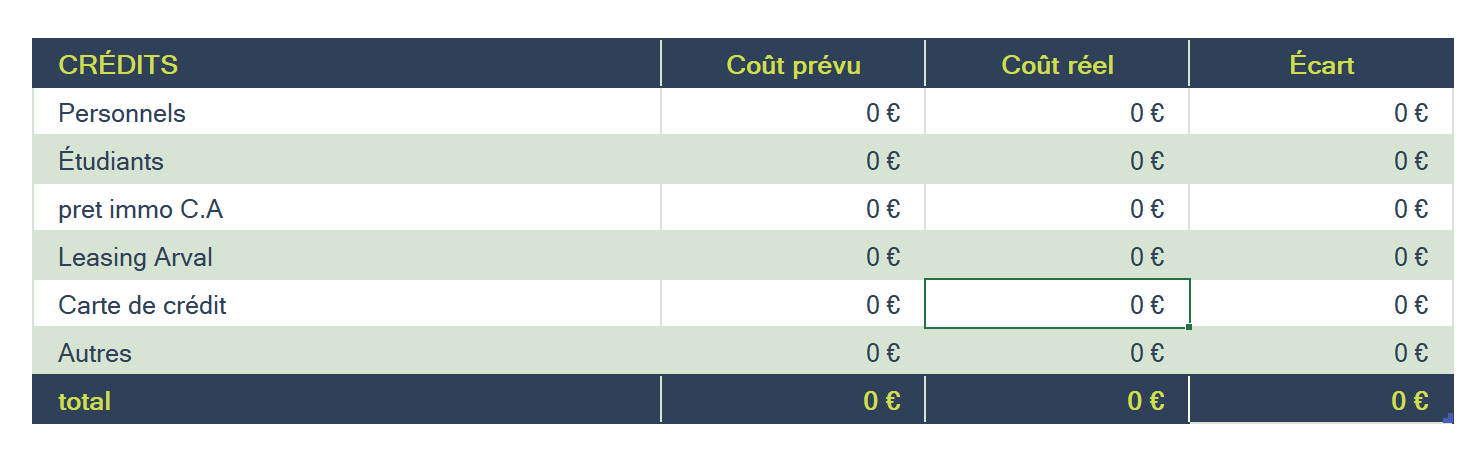 CRÉDITS Coût prévu Coût réel Écart
Personnels 0 € 0 € 0 €
Étudiants 0 € 0 € 0 €
pret immo C.A 0 € 0 € 0 €
Leasing Arval 0 € 0 € 0 €
Carte de crédit 0 € 0 € 0 €
Autres 0 € 0 € 0 €
total 0 € 0 € 0 €